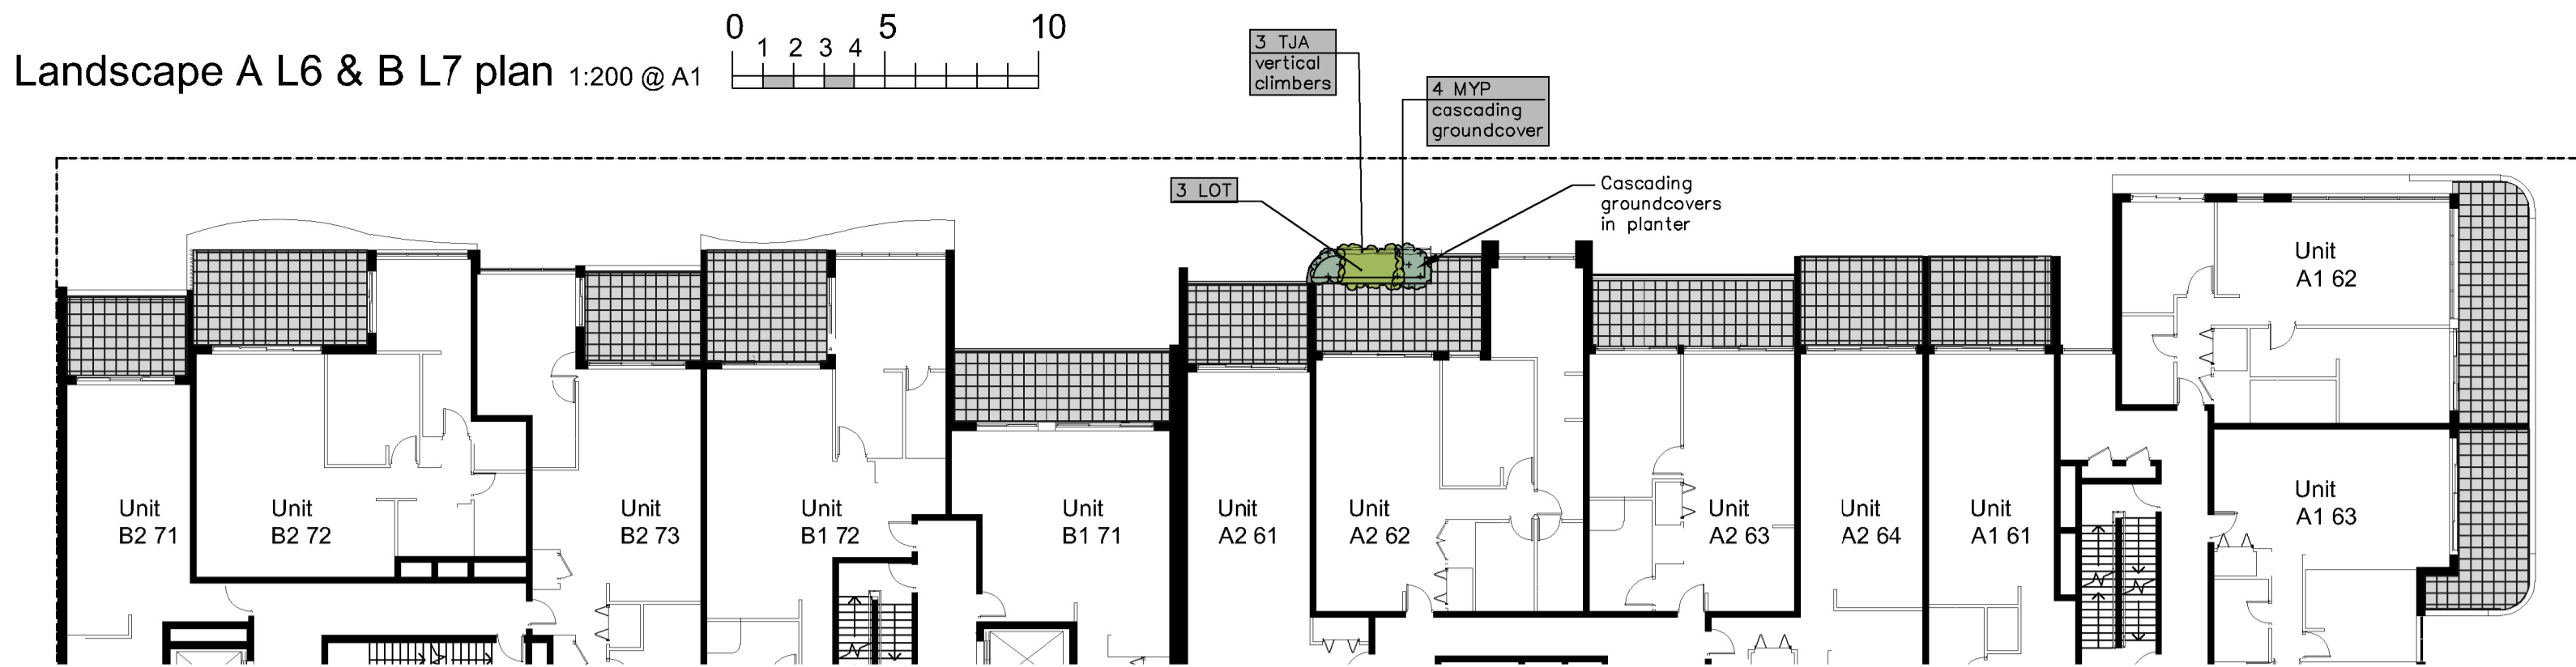 0 5 10
1 2 3 4
Landscape A L6 & B L7 plan 1:200 @ A1
3 TJA
vertical
climbers
4 MYP
cascading
groundcover
3 LOT
Cascading
groundcovers
in planter
Unit
A1 62
Unit
B2 71
Unit
B2 72
Unit
B2 73
Unit
B1 72
Unit
B1 71
Unit
A2 61
Unit
A2 62
Unit
A2 63
Unit
A2 64
Unit
A1 61
Unit
A1 63